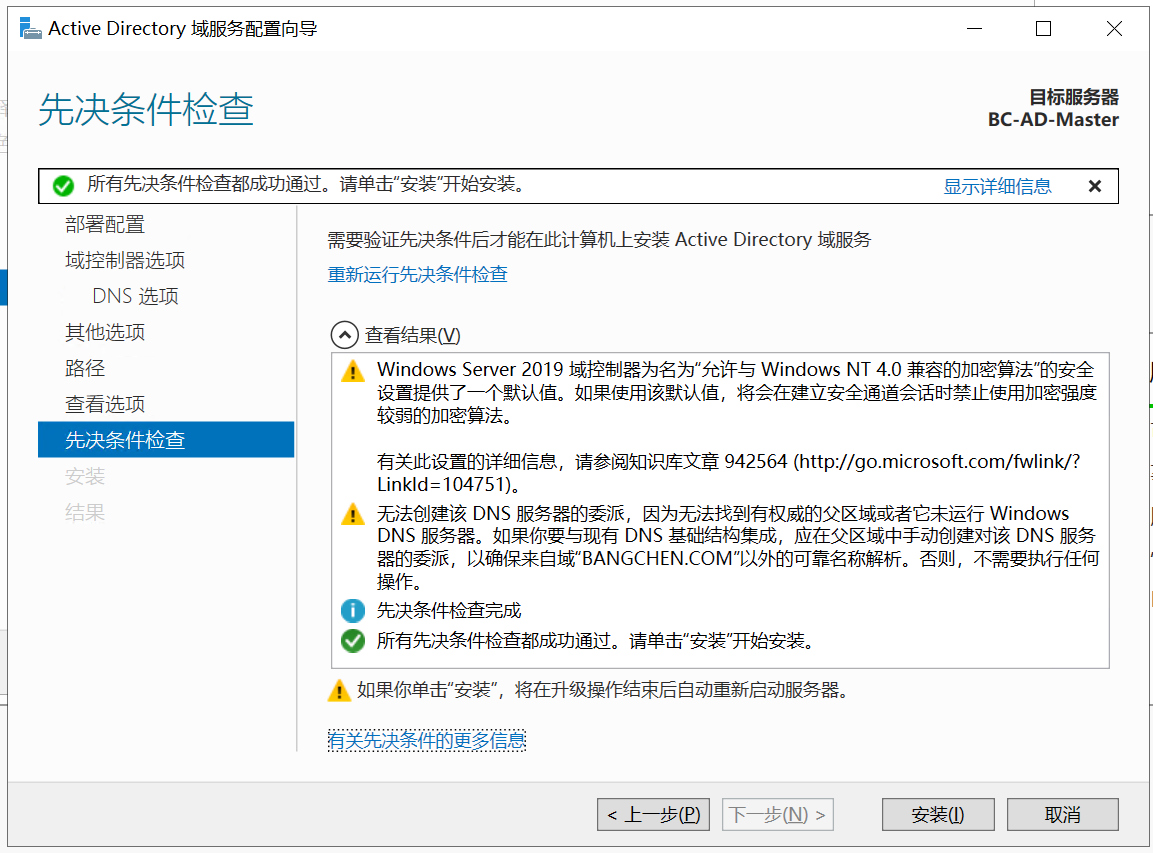 Active Directory 域服务配置向导
先决条件检查
目标服务器
BC-AD-Master
所有先决条件检查都成功通过。请单击“安装”开始安装。
显示详细信息
部署配置
域控制器选项
DNS 选项
其他选项
路径
查看选项
先决条件检查
安装
结果
需要验证先决条件后才能在此计算机上安装 Active Directory 域服务
重新运行先决条件检查
查看结果(V)
Windows Server 2019 域控制器为名为“允许与 Windows NT 4.0 兼容的加密算法”的安全
设置提供了一个默认值。如果使用该默认值，将会在建立安全通道会话时禁止使用加密强度
较弱的加密算法。
有关此设置的详细信息，请参阅知识库文章 942564 (http://go.microsoft.com/fwlink/?
LinkId=104751)。
无法创建该 DNS 服务器的委派，因为无法找到有权威的父区域或者它未运行 Windows
DNS 服务器。如果你要与现有 DNS 基础结构集成，应在父区域中手动创建对该 DNS 服务
器的委派，以确保来自域“BANGCHEN.COM”以外的可靠名称解析。否则，不需要执行任何
操作。
先决条件检查完成
所有先决条件检查都成功通过。请单击“安装”开始安装。
如果你单击“安装”，将在升级操作结束后自动重新启动服务器。
有关先决条件的更多信息
< 上一步(P)
下一步(N) >
安装(I)
取消